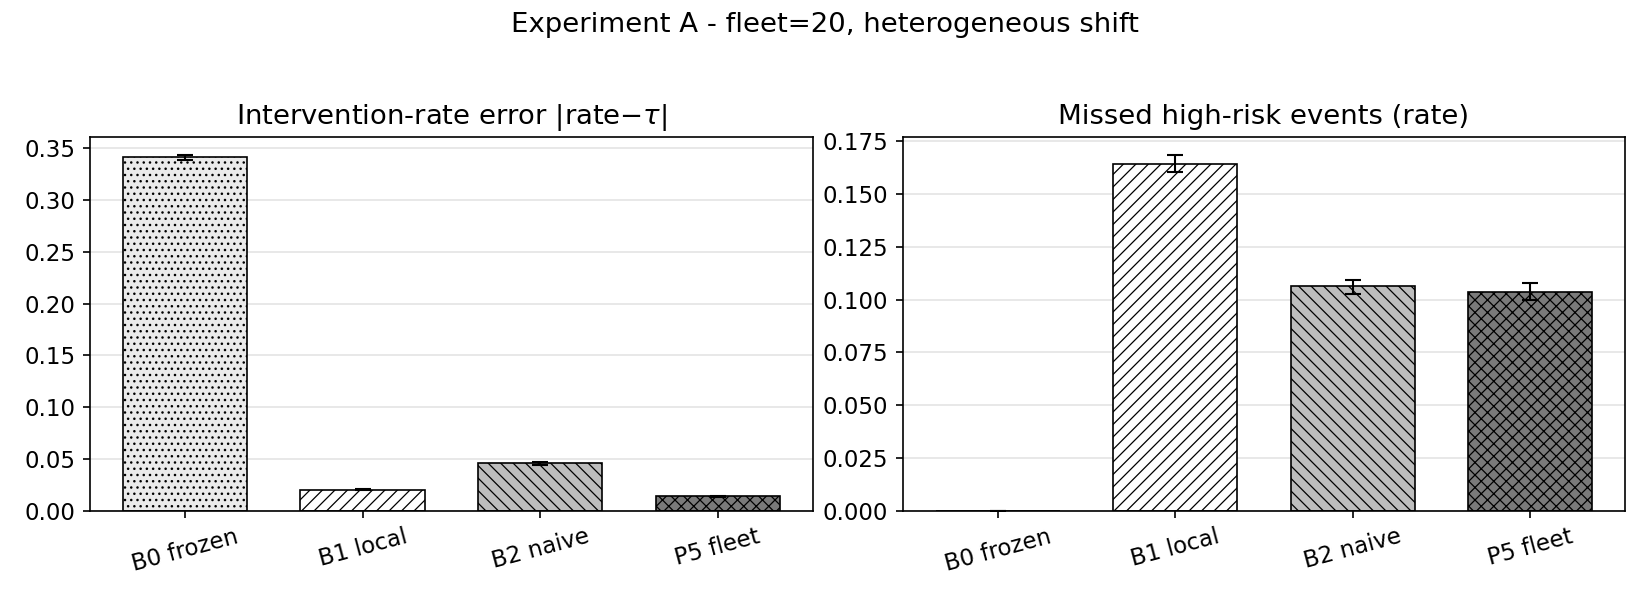 Experiment A - fleet=20, heterogeneous shift
Intervention-rate error |rate−τ|
0.35
0.30
0.25
0.20
0.15
0.10
0.05
0.00
B0 frozen
B1 local
B2 naive
P5 fleet
Missed high-risk events (rate)
0.175
0.150
0.125
0.100
0.075
0.050
0.025
0.000
B0 frozen
B1 local
B2 naive
P5 fleet